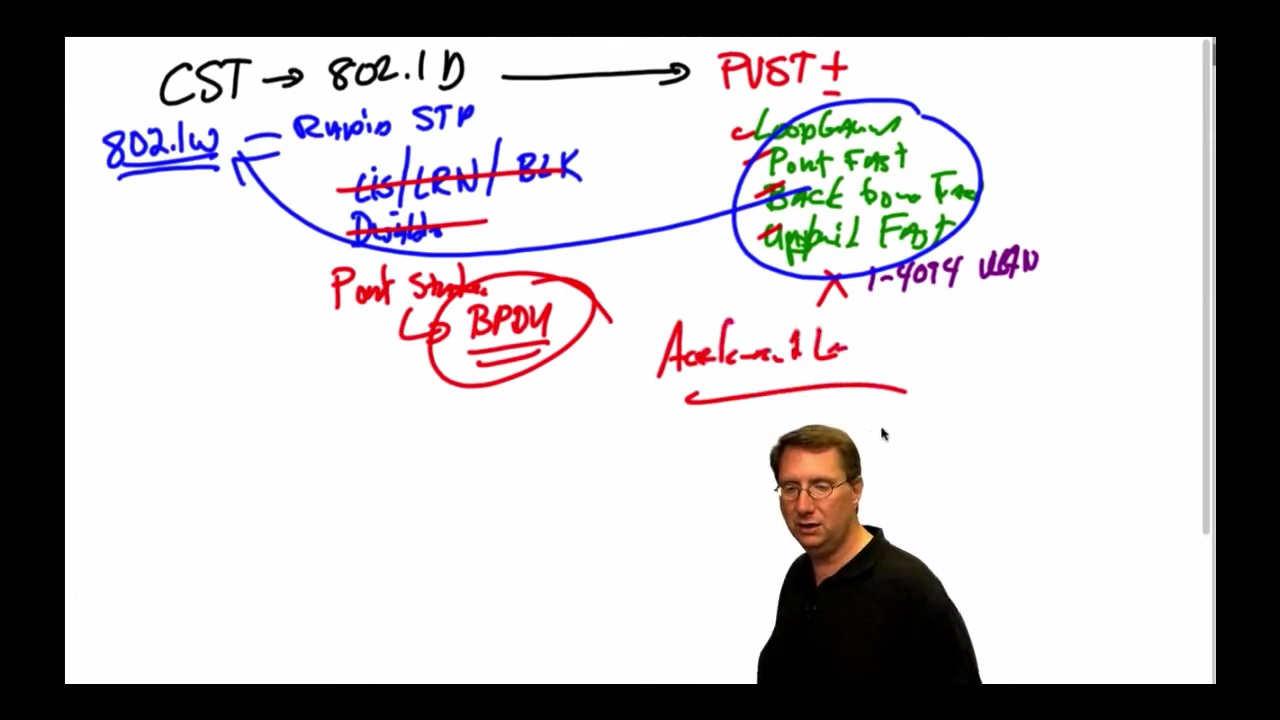 CST → 802.1D → PVST+
802.1w = Rapid STP
LoopGuard
Lis/LRN/BLK
Port Fast
Back bone Fast
Disable
Uplink Fast
1-4094 VLAN
Port State
BPDU